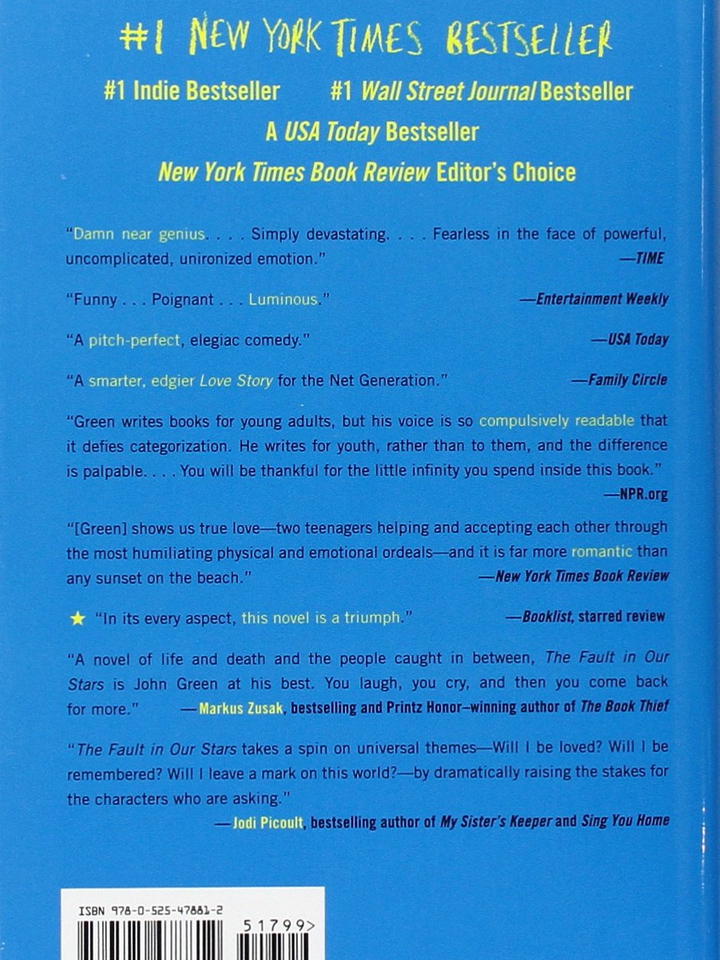 #1 NEW YORK TIMES BESTSELLER
#1 Indie Bestseller #1 Wall Street Journal Bestseller
A USA Today Bestseller
New York Times Book Review Editor's Choice
“Damn near genius. . . . Simply devastating. . . . Fearless in the face of powerful,
uncomplicated, unironized emotion.” —TIME
“Funny . . . Poignant . . . Luminous.” —Entertainment Weekly
“A pitch-perfect, elegiac comedy.” —USA Today
“A smarter, edgier Love Story for the Net Generation.” —Family Circle
“Green writes books for young adults, but his voice is so compulsively readable that
it defies categorization. He writes for youth, rather than to them, and the difference
is palpable. . . . You will be thankful for the little infinity you spend inside this book.”
—NPR.org
“[Green] shows us true love—two teenagers helping and accepting each other through
the most humiliating physical and emotional ordeals—and it is far more romantic than
any sunset on the beach.” —New York Times Book Review
★ “In its every aspect, this novel is a triumph.” —Booklist, starred review
“A novel of life and death and the people caught in between, The Fault in Our
Stars is John Green at his best. You laugh, you cry, and then you come back
for more.” —Markus Zusak, bestselling and Printz Honor–winning author of The Book Thief
“The Fault in Our Stars takes a spin on universal themes—Will I be loved? Will I be
remembered? Will I leave a mark on this world?—by dramatically raising the stakes for
the characters who are asking.”
—Jodi Picoult, bestselling author of My Sister's Keeper and Sing You Home
ISBN 978-0-525-47881-2
51799>